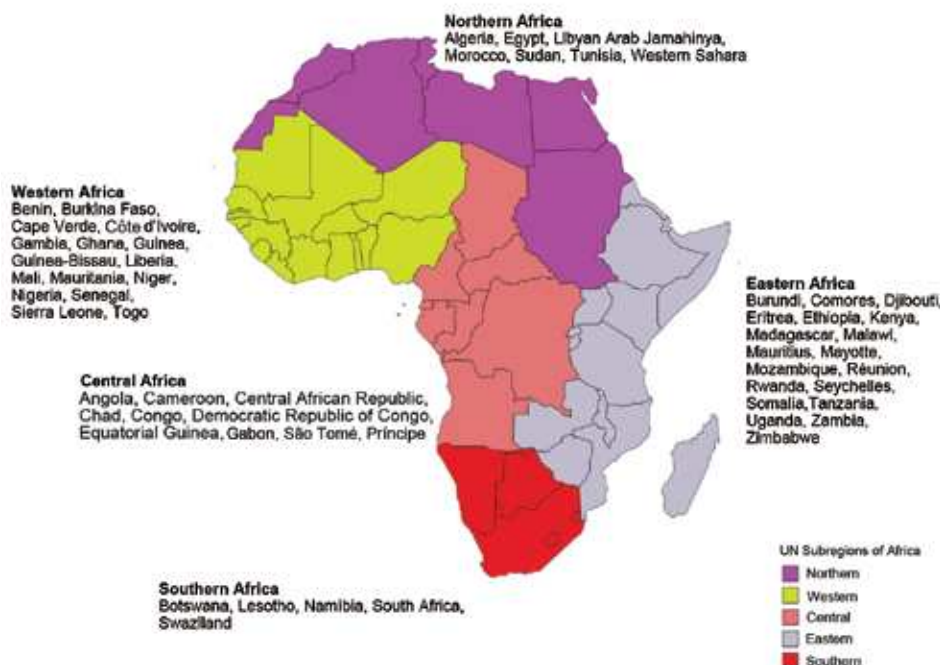 Northern Africa
Algeria, Egypt, Libyan Arab Jamahinya,
Morocco, Sudan, Tunisia, Western Sahara
Western Africa
Benin, Burkina Faso,
Cape Verde, Côte d'Ivoire,
Gambia, Ghana, Guinea,
Guinea-Bissau, Liberia,
Mali, Mauritania, Niger,
Nigeria, Senegal,
Sierra Leone, Togo
Eastern Africa
Burundi, Comores, Djibouti,
Eritrea, Ethiopia, Kenya,
Madagascar, Malawi,
Mauritius, Mayotte,
Mozambique, Réunion,
Rwanda, Seychelles,
Somalia,Tanzania,
Uganda, Zambia,
Zimbabwe
Central Africa
Angola, Cameroon, Central African Republic,
Chad, Congo, Democratic Republic of Congo,
Equatorial Guinea, Gabon, São Tomé, Príncipe
Southern Africa
Botswana, Lesotho, Namibia, South Africa,
Swaziland
UN Subregions of Africa
Northern
Western
Central
Eastern
Southern